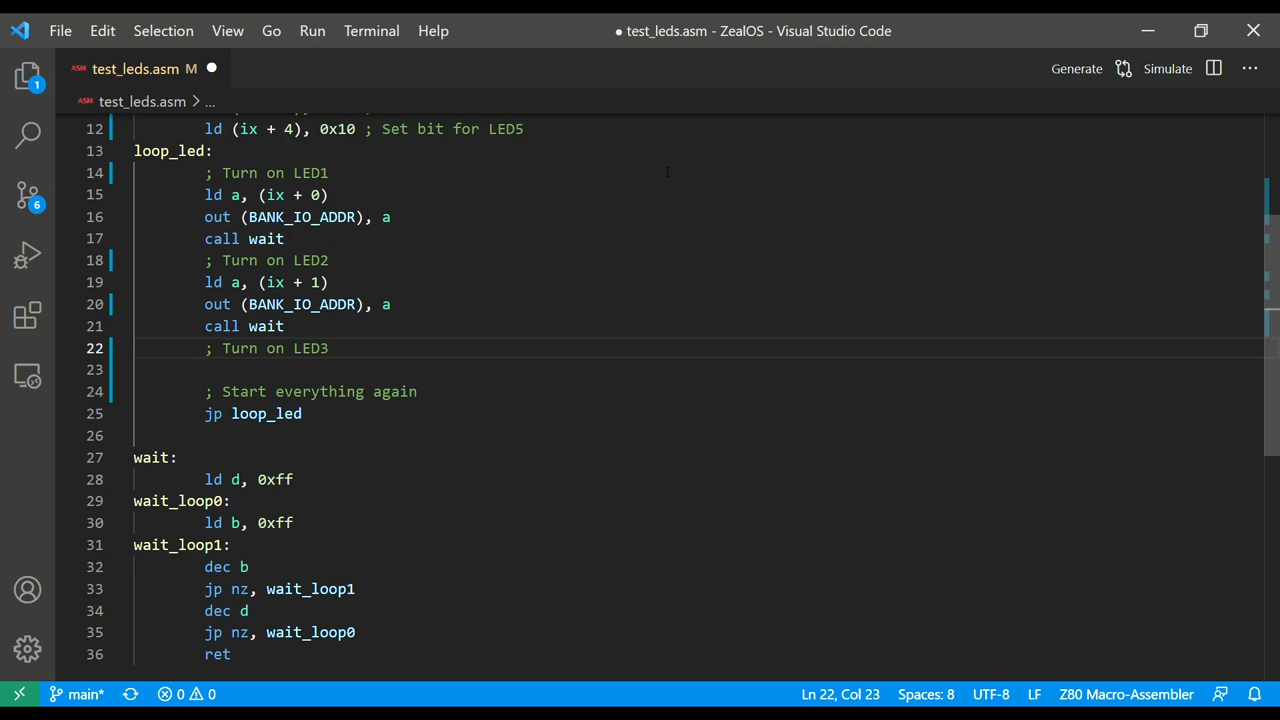 File Edit Selection View Go Run Terminal Help ● test_leds.asm - ZealOS - Visual Studio Code
ASM test_leds.asm M Generate Simulate
ASM test_leds.asm > ...
12 ld (ix + 4), 0x10 ; Set bit for LED5
13 loop_led:
14 ; Turn on LED1
15 ld a, (ix + 0)
16 out (BANK_IO_ADDR), a
17 call wait
18 ; Turn on LED2
19 ld a, (ix + 1)
20 out (BANK_IO_ADDR), a
21 call wait
22 ; Turn on LED3
23
24 ; Start everything again
25 jp loop_led
26
27 wait:
28 ld d, 0xff
29 wait_loop0:
30 ld b, 0xff
31 wait_loop1:
32 dec b
33 jp nz, wait_loop1
34 dec d
35 jp nz, wait_loop0
36 ret
1
6
main* 0 0 Ln 22, Col 23 Spaces: 8 UTF-8 LF Z80 Macro-Assembler